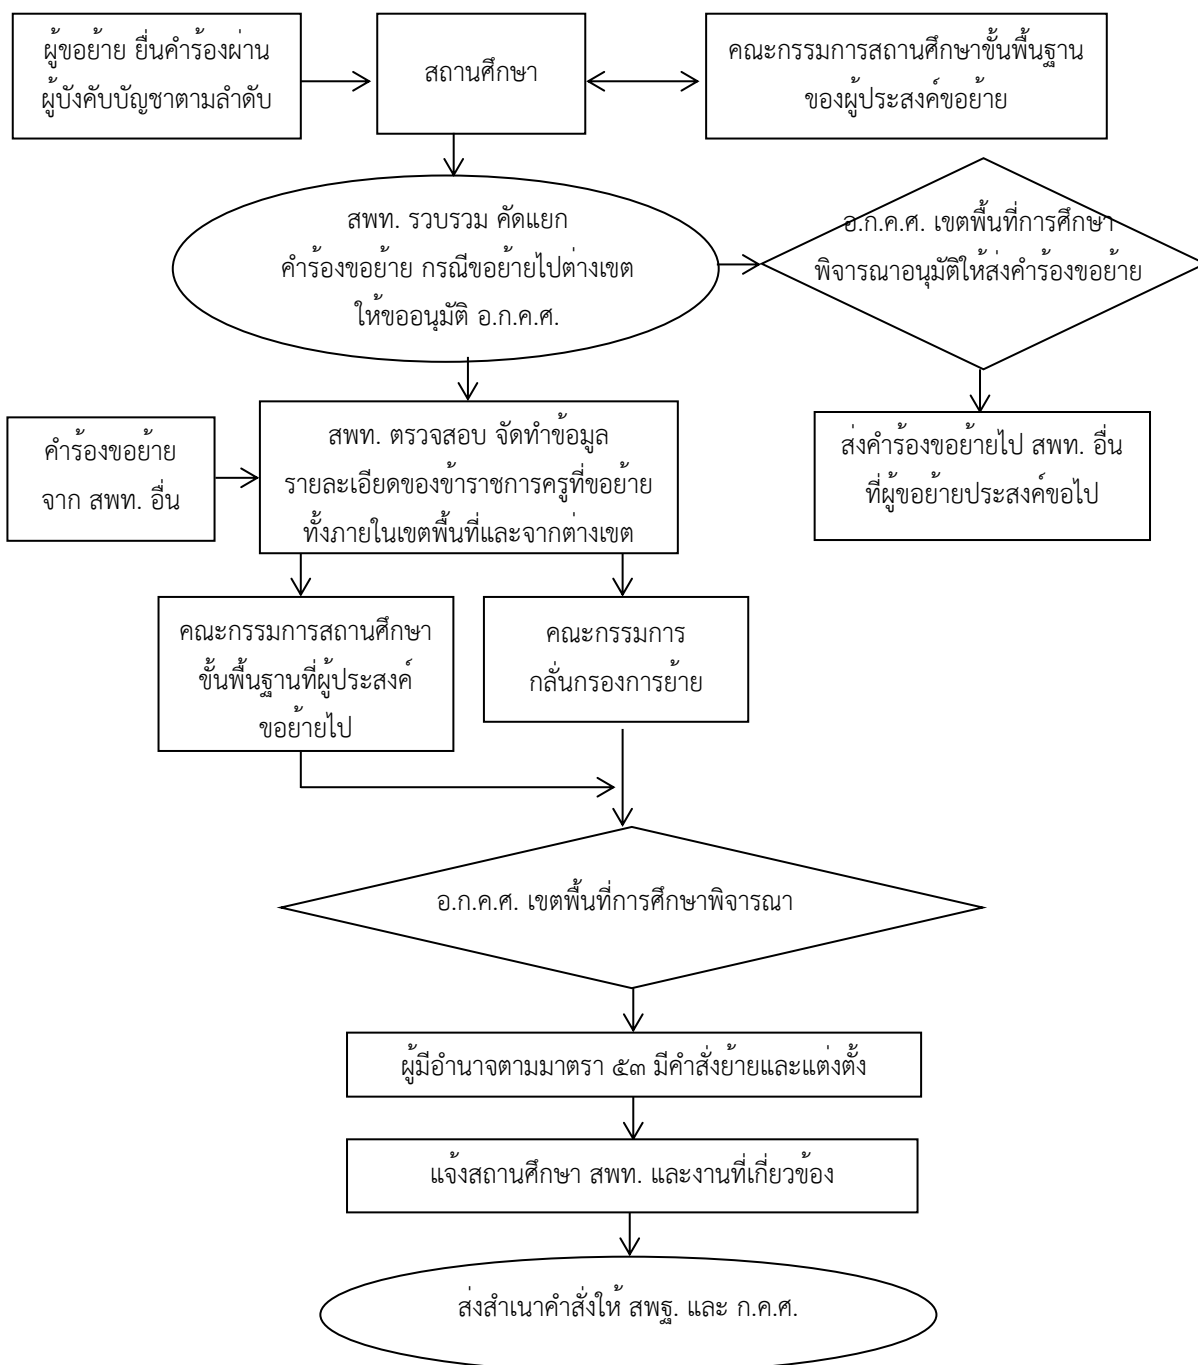 ผู้ขอย้าย ยื่นคำร้องผ่าน
ผู้บังคับบัญชาตามลำดับ
สถานศึกษา
คณะกรรมการสถานศึกษาขั้นพื้นฐาน
ของผู้ประสงค์ขอย้าย
สพท. รวบรวม คัดแยก
คำร้องขอย้าย กรณีขอย้ายไปต่างเขต
ให้ขออนุมัติ อ.ก.ค.ศ.
อ.ก.ค.ศ. เขตพื้นที่การศึกษา
พิจารณาอนุมัติให้ส่งคำร้องขอย้าย
คำร้องขอย้าย
จาก สพท. อื่น
สพท. ตรวจสอบ จัดทำข้อมูล
รายละเอียดของข้าราชการครูที่ขอย้าย
ทั้งภายในเขตพื้นที่และจากต่างเขต
ส่งคำร้องขอย้ายไป สพท. อื่น
ที่ผู้ขอย้ายประสงค์ขอไป
คณะกรรมการสถานศึกษา
ขั้นพื้นฐานที่ผู้ประสงค์
ขอย้ายไป
คณะกรรมการ
กลั่นกรองการย้าย
อ.ก.ค.ศ. เขตพื้นที่การศึกษาพิจารณา
ผู้มีอำนาจตามมาตรา ๕๓ มีคำสั่งย้ายและแต่งตั้ง
แจ้งสถานศึกษา สพท. และงานที่เกี่ยวข้อง
ส่งสำเนาคำสั่งให้ สพฐ. และ ก.ค.ศ.